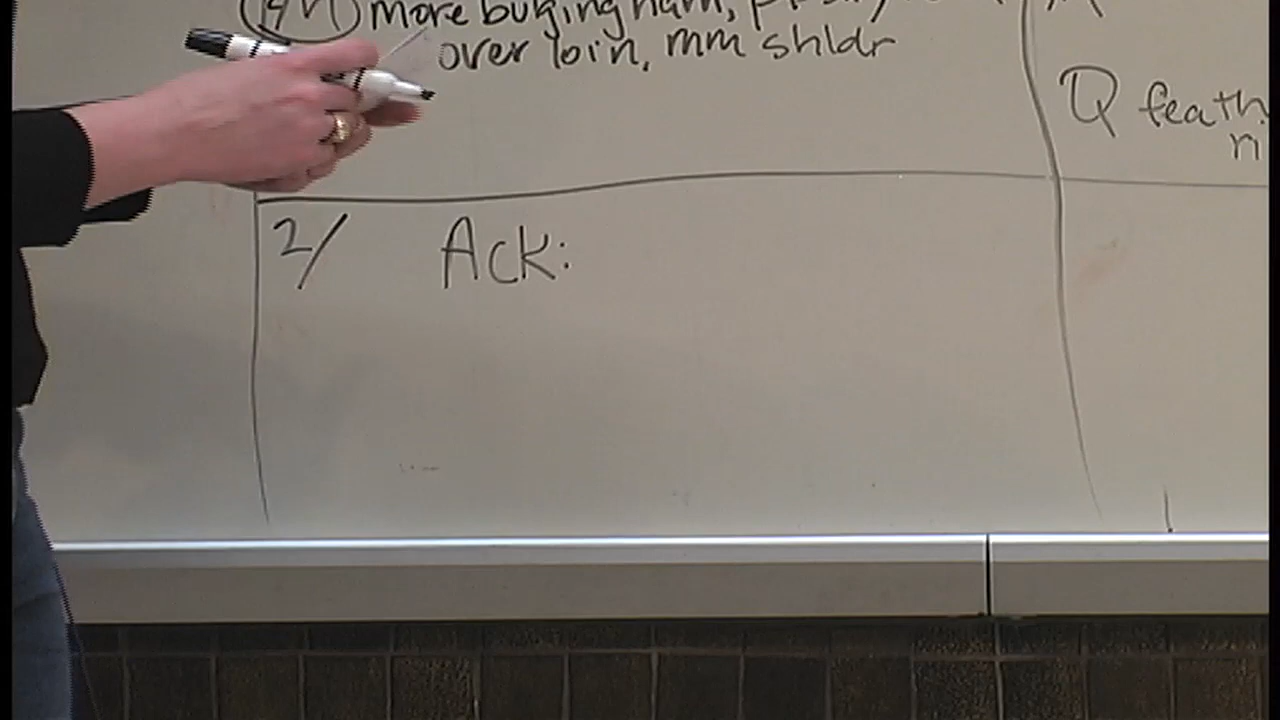 more bulging ham,
over loin, mm shldr
Q feath
n
2/ Ack: